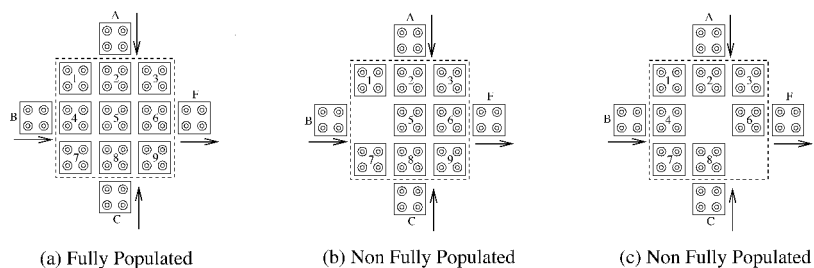 A
A
A
1 2 3
1 2 3
1 2 3
F
F
F
B
B
B
4 5 6
5 6
4 6
7 8 9
7 8 9
7 8
C
C
C
(a) Fully Populated
(b) Non Fully Populated
(c) Non Fully Populated